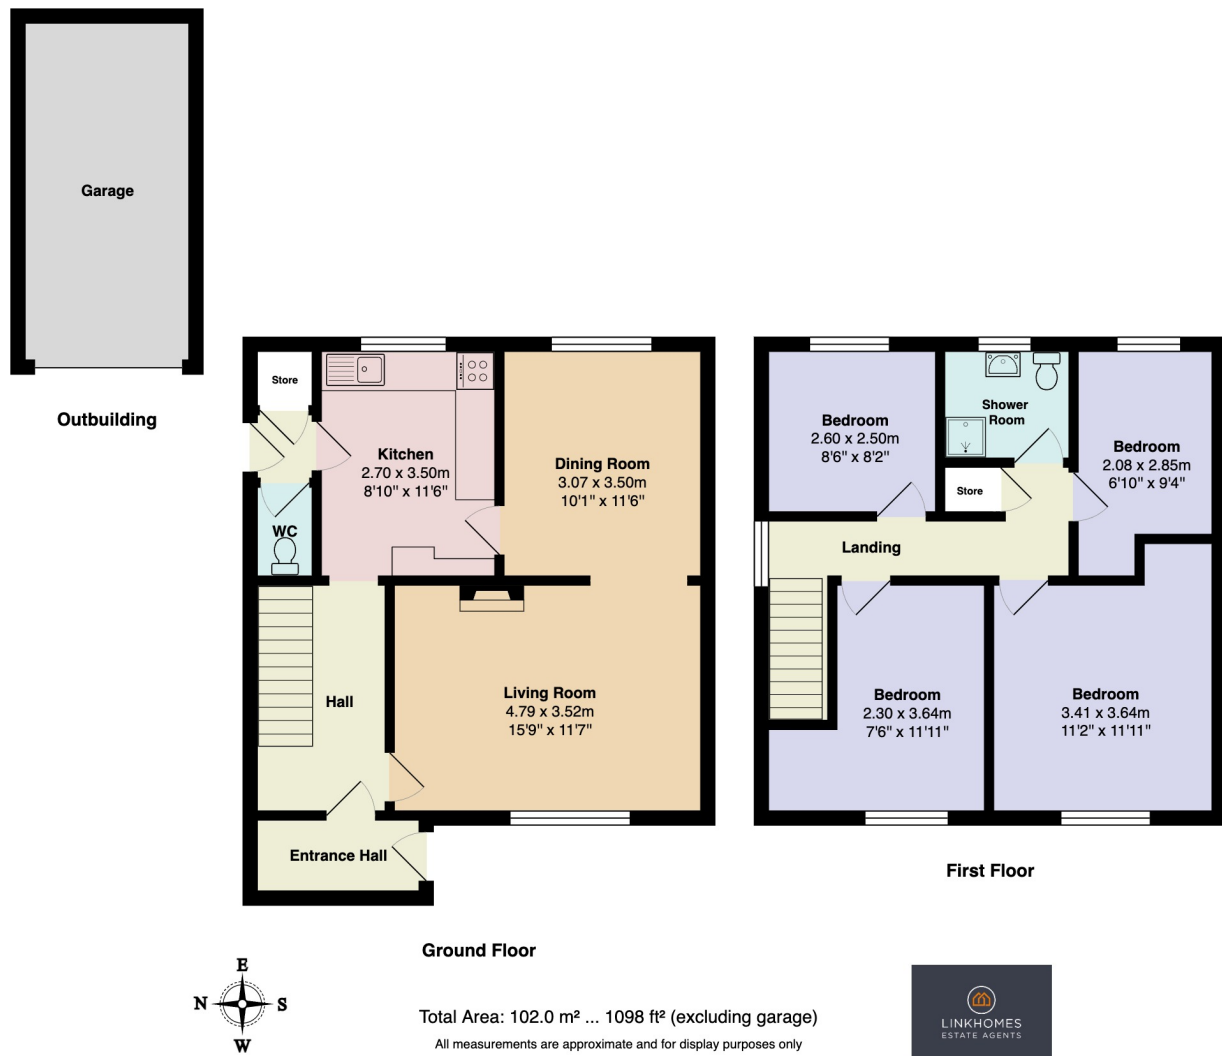 Garage
Outbuilding
Store
Kitchen
2.70 x 3.50m
8'10" x 11'6"
Dining Room
3.07 x 3.50m
10'1" x 11'6"
WC
Hall
Living Room
4.79 x 3.52m
15'9" x 11'7"
Entrance Hall
Ground Floor
Bedroom
2.60 x 2.50m
8'6" x 8'2"
Shower
Room
Bedroom
2.08 x 2.85m
6'10" x 9'4"
Store
Landing
Bedroom
2.30 x 3.64m
7'6" x 11'11"
Bedroom
3.41 x 3.64m
11'2" x 11'11"
First Floor
E
N
S
W
Total Area: 102.0 m² ... 1098 ft² (excluding garage)
All measurements are approximate and for display purposes only
LINKHOMES
ESTATE AGENTS